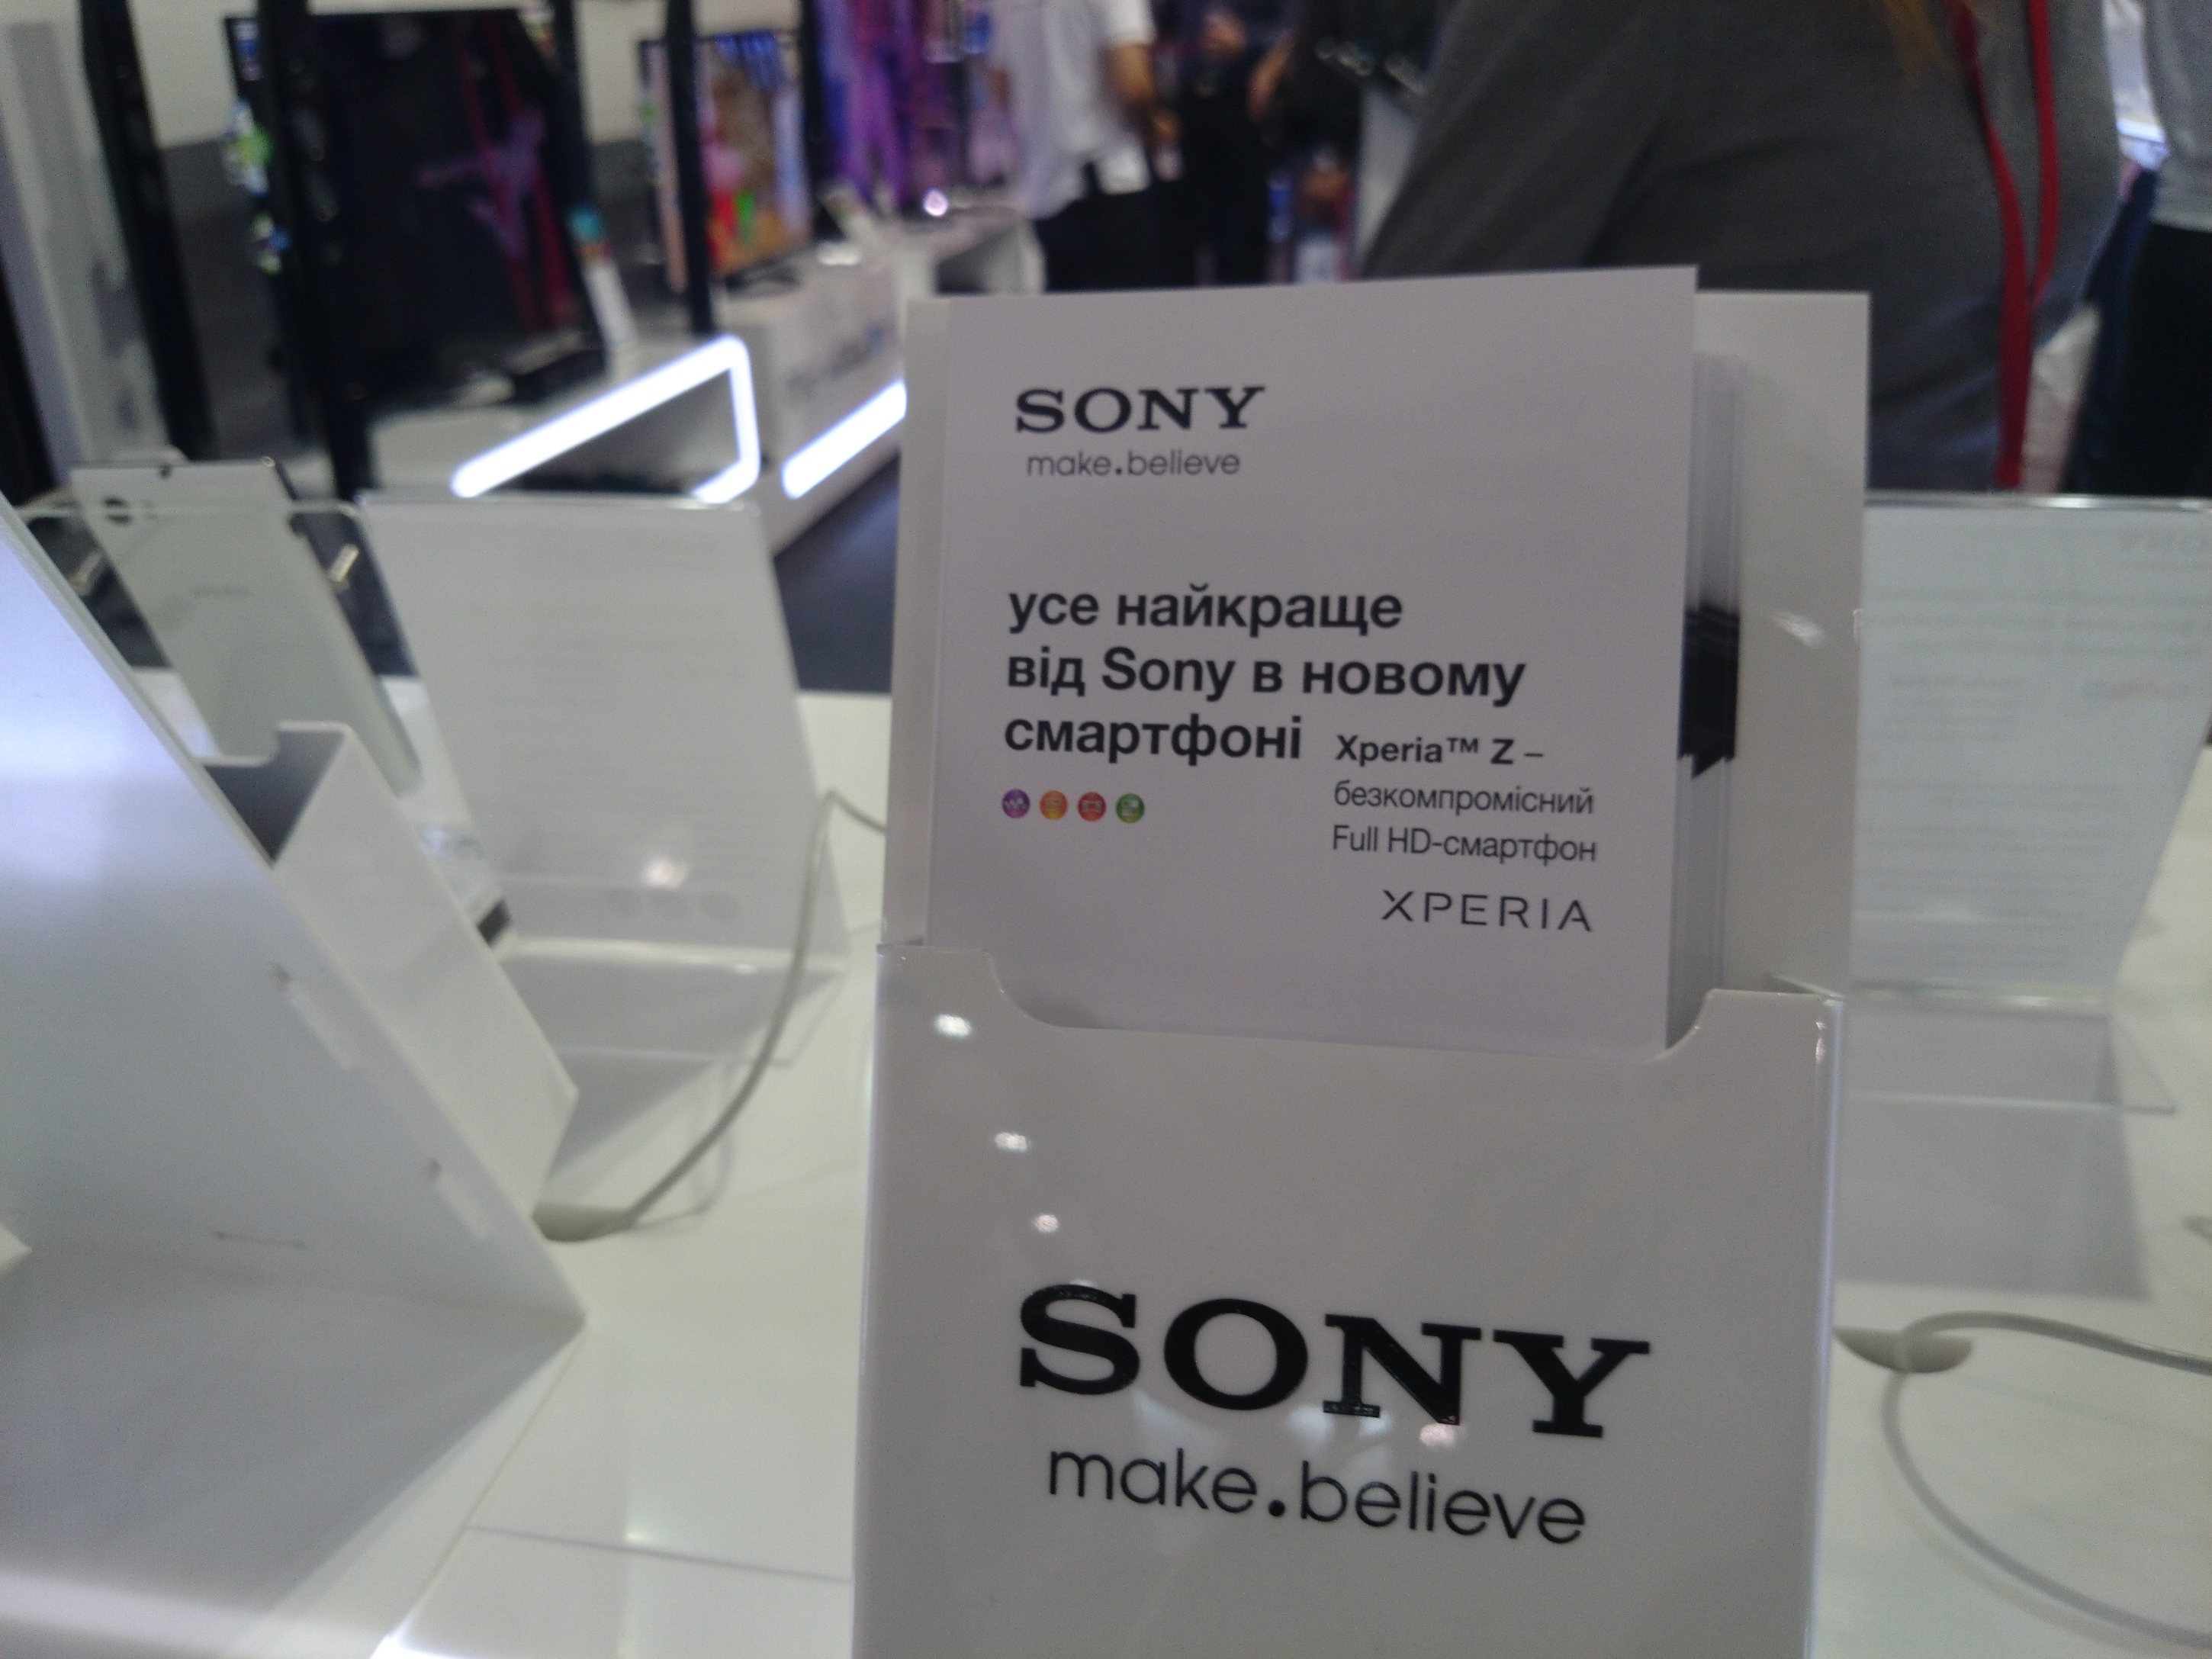 SONY
make.believe
усе найкраще
від Sony в новому
смартфоні
Xperia™ Z –
безкомпромісний
Full HD-смартфон
XPERIA
SONY
make.believe